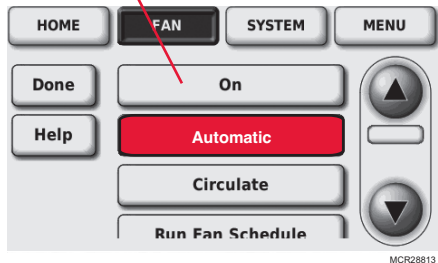 HOME FAN SYSTEM MENU
Done On
Help Automatic
Circulate
Run Fan Schedule
MCR28813